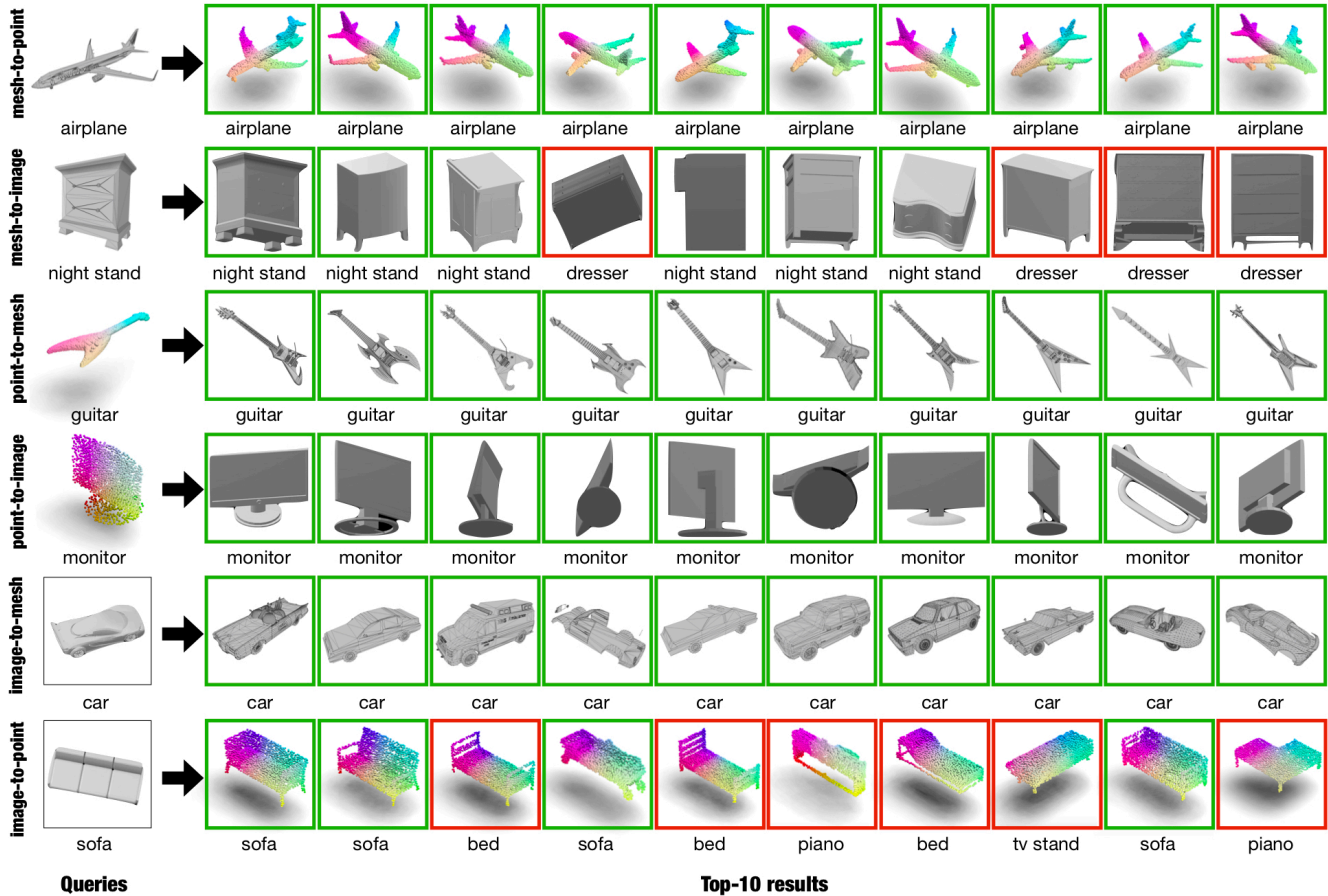 mesh-to-point
airplane airplane airplane airplane airplane airplane airplane airplane airplane airplane airplane
mesh-to-image
night stand night stand night stand night stand dresser night stand night stand night stand dresser dresser dresser
point-to-mesh
guitar guitar guitar guitar guitar guitar guitar guitar guitar guitar guitar
point-to-image
monitor monitor monitor monitor monitor monitor monitor monitor monitor monitor monitor
image-to-mesh
car car car car car car car car car car car
image-to-point
sofa sofa sofa bed sofa bed piano bed tv stand sofa piano
Queries Top-10 results